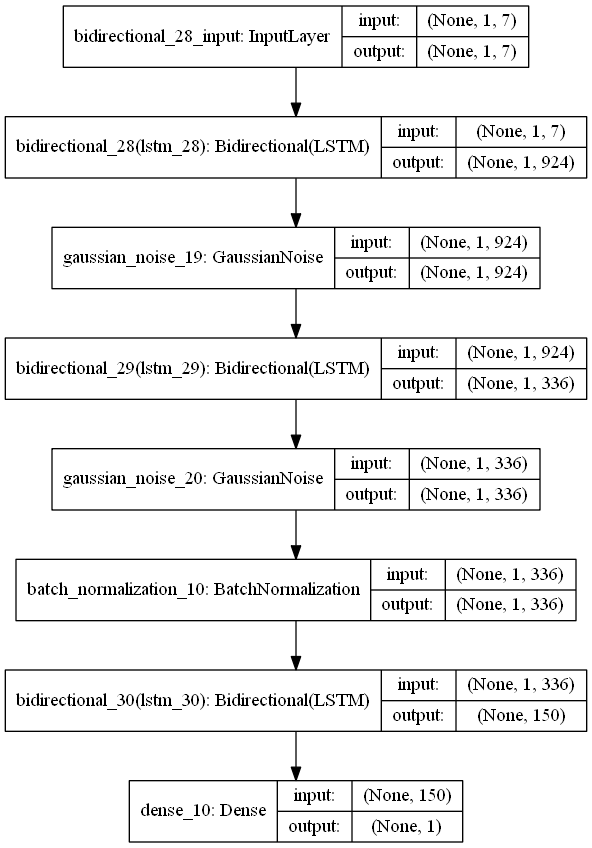 bidirectional_28_input: InputLayer input: (None, 1, 7)
output: (None, 1, 7)
bidirectional_28(lstm_28): Bidirectional(LSTM) input: (None, 1, 7)
output: (None, 1, 924)
gaussian_noise_19: GaussianNoise input: (None, 1, 924)
output: (None, 1, 924)
bidirectional_29(lstm_29): Bidirectional(LSTM) input: (None, 1, 924)
output: (None, 1, 336)
gaussian_noise_20: GaussianNoise input: (None, 1, 336)
output: (None, 1, 336)
batch_normalization_10: BatchNormalization input: (None, 1, 336)
output: (None, 1, 336)
bidirectional_30(lstm_30): Bidirectional(LSTM) input: (None, 1, 336)
output: (None, 150)
dense_10: Dense input: (None, 150)
output: (None, 1)